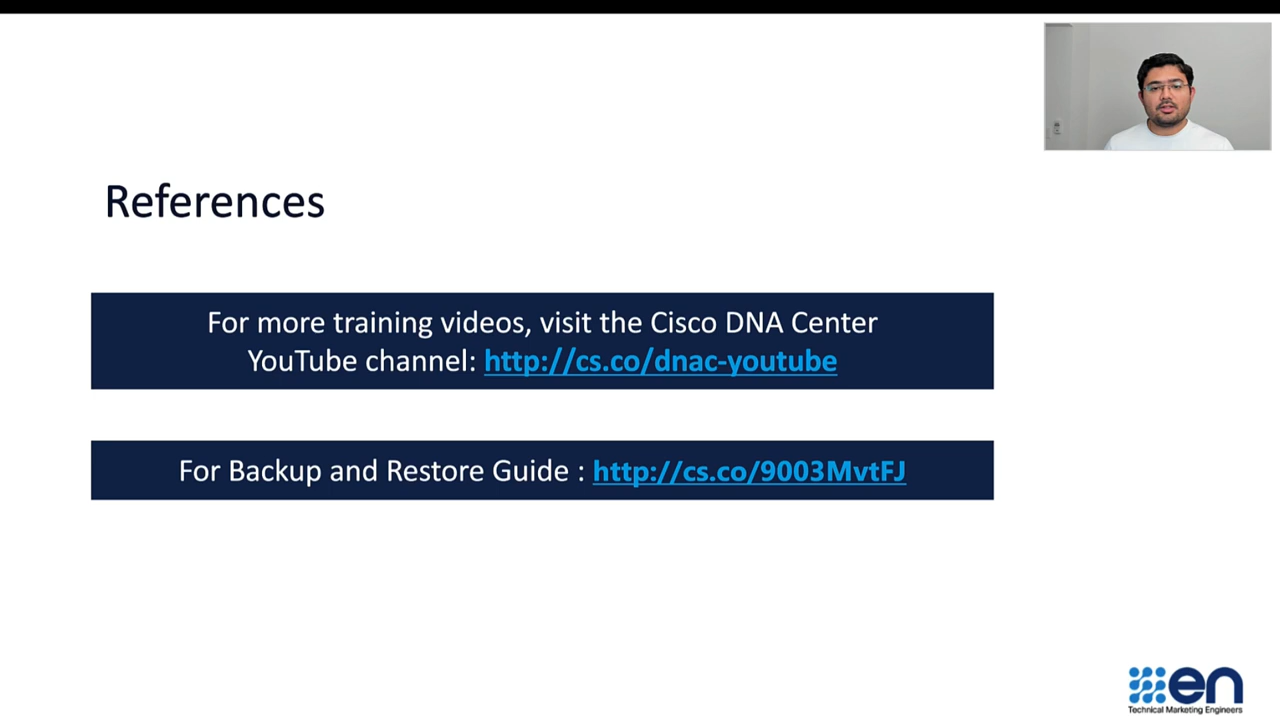 References
For more training videos, visit the Cisco DNA Center
YouTube channel: http://cs.co/dnac-youtube
For Backup and Restore Guide : http://cs.co/9003MvtFJ
en
Technical Marketing Engineers